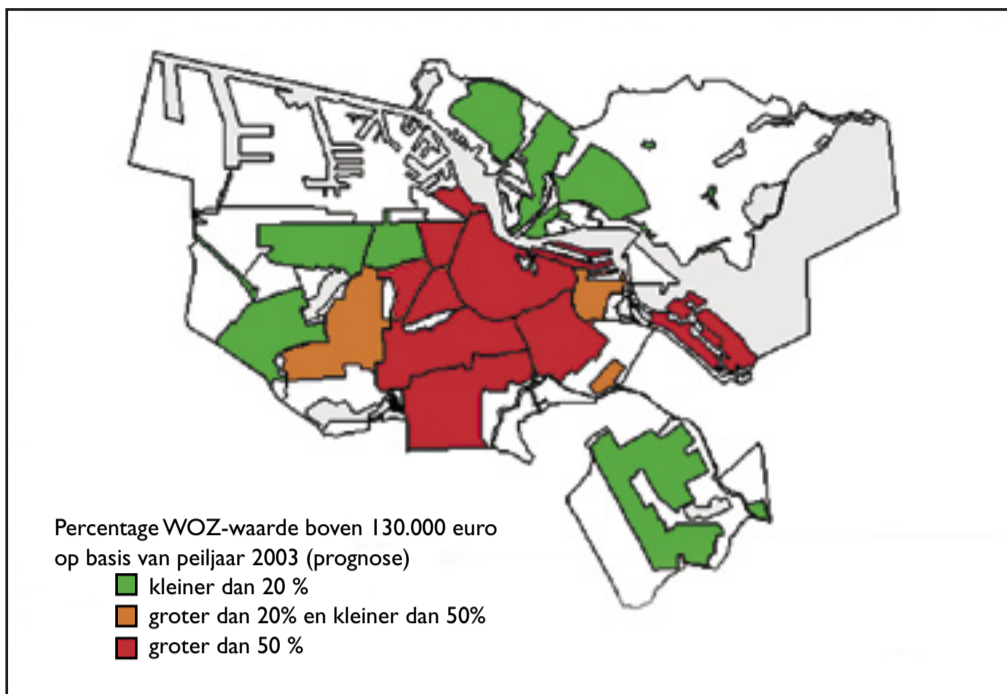 Percentage WOZ-waarde boven 130.000 euro
op basis van peiljaar 2003 (prognose)
kleiner dan 20 %
groter dan 20% en kleiner dan 50%
groter dan 50 %